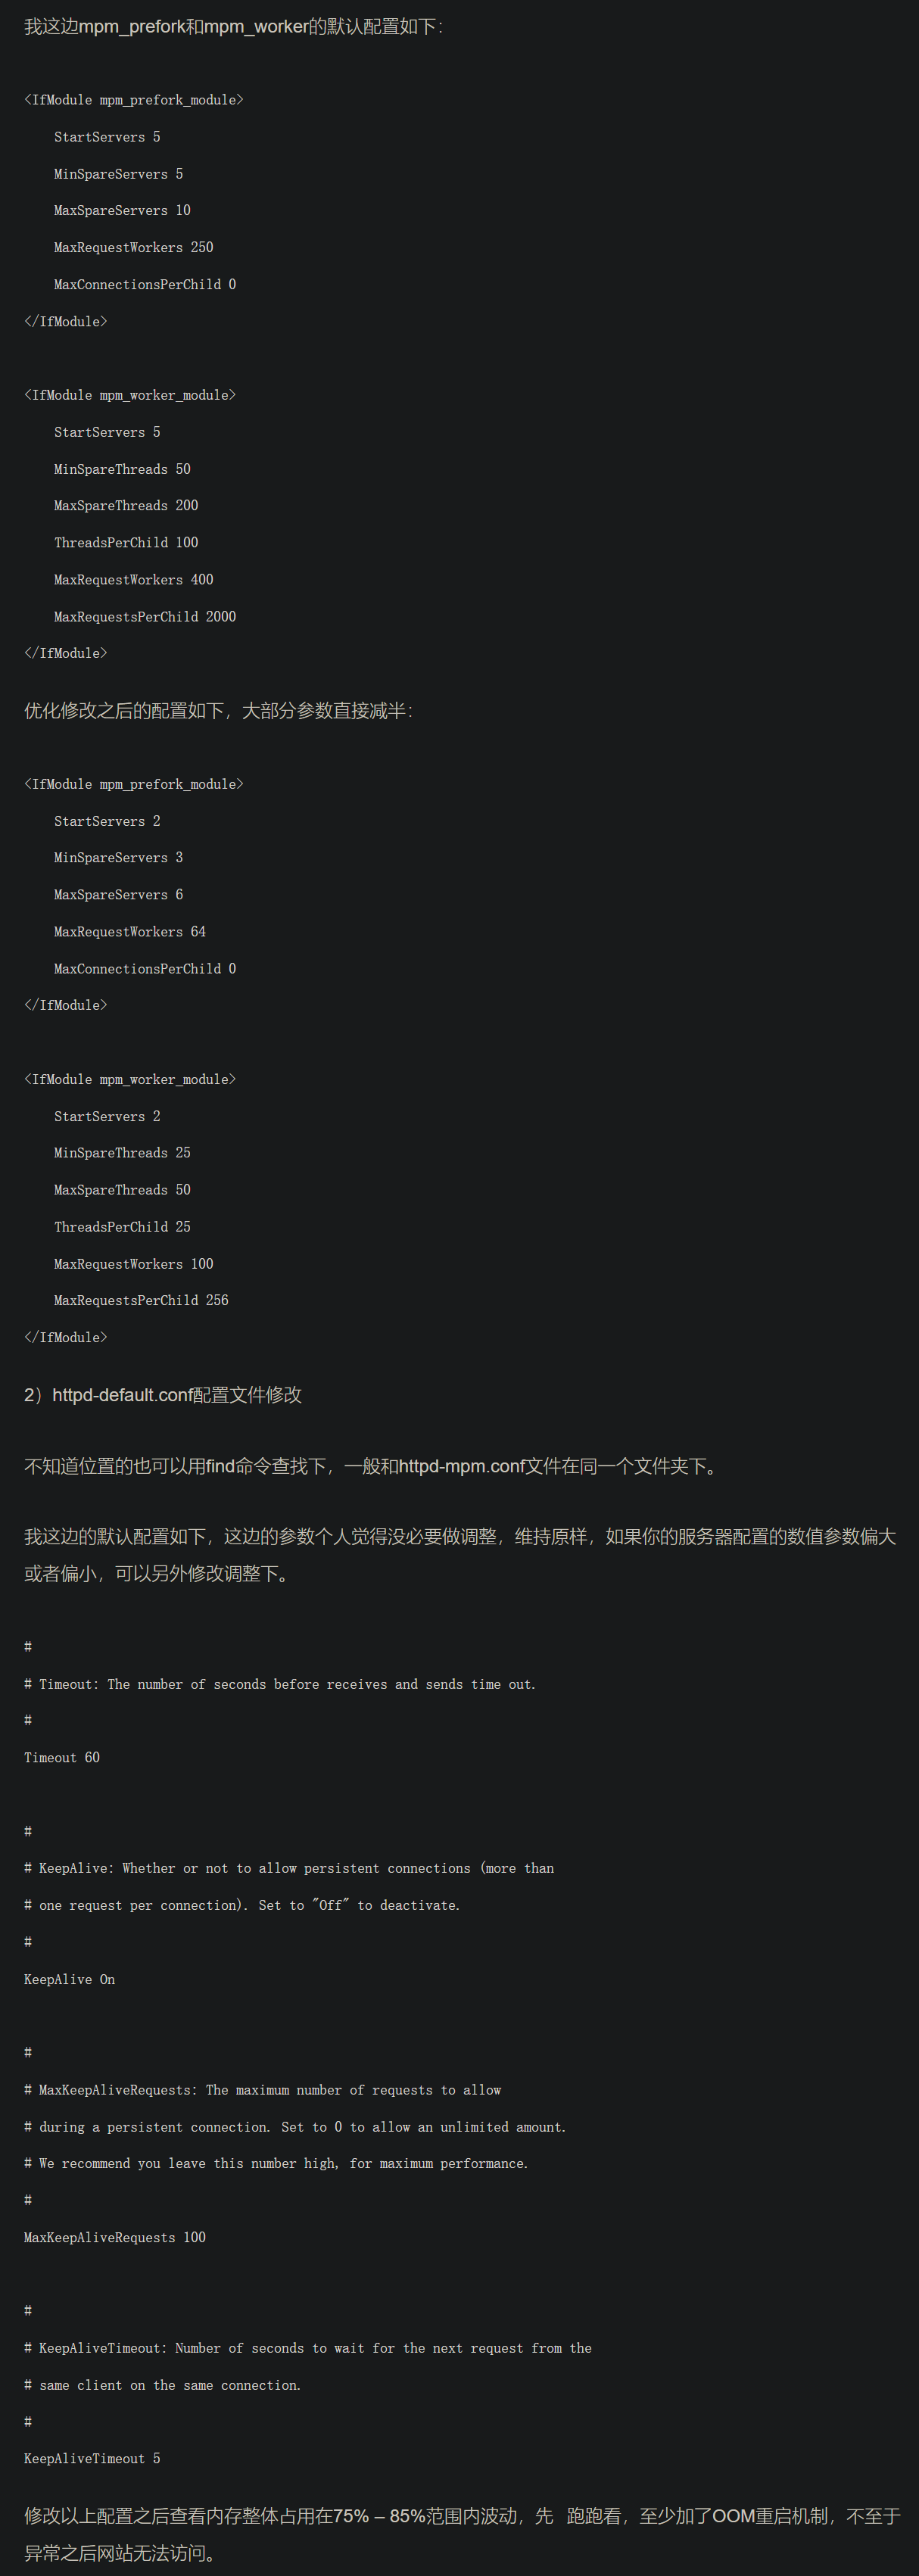 我这边mpm_prefork和mpm_worker的默认配置如下：
<IfModule mpm_prefork_module>
StartServers 5
MinSpareServers 5
MaxSpareServers 10
MaxRequestWorkers 250
MaxConnectionsPerChild 0
</IfModule>
<IfModule mpm_worker_module>
StartServers 5
MinSpareThreads 50
MaxSpareThreads 200
ThreadsPerChild 100
MaxRequestWorkers 400
MaxRequestsPerChild 2000
</IfModule>
优化修改之后的配置如下，大部分参数直接减半：
<IfModule mpm_prefork_module>
StartServers 2
MinSpareServers 3
MaxSpareServers 6
MaxRequestWorkers 64
MaxConnectionsPerChild 0
</IfModule>
<IfModule mpm_worker_module>
StartServers 2
MinSpareThreads 25
MaxSpareThreads 50
ThreadsPerChild 25
MaxRequestWorkers 100
MaxRequestsPerChild 256
</IfModule>
2）httpd-default.conf配置文件修改
不知道位置的也可以用find命令查找下，一般和httpd-mpm.conf文件在同一个文件夹下。
我这边的默认配置如下，这边的参数个人觉得没必要做调整，维持原样，如果你的服务器配置的数值参数偏大
或者偏小，可以另外修改调整下。
#
# Timeout: The number of seconds before receives and sends time out.
#
Timeout 60
#
# KeepAlive: Whether or not to allow persistent connections (more than
# one request per connection). Set to "Off" to deactivate.
#
KeepAlive On
#
# MaxKeepAliveRequests: The maximum number of requests to allow
# during a persistent connection. Set to 0 to allow an unlimited amount.
# We recommend you leave this number high, for maximum performance.
#
MaxKeepAliveRequests 100
#
# KeepAliveTimeout: Number of seconds to wait for the next request from the
# same client on the same connection.
#
KeepAliveTimeout 5
修改以上配置之后查看内存整体占用在75% – 85%范围内波动，先 跑跑看，至少加了OOM重启机制，不至于
异常之后网站无法访问。